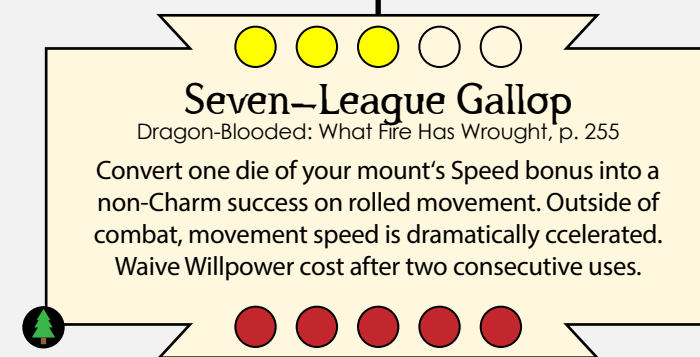 Seven–League Gallop
Dragon-Blooded: What Fire Has Wrought, p. 255
Convert one die of your mount‘s Speed bonus into a
non-Charm success on rolled movement. Outside of
combat, movement speed is dramatically ccelerated.
Waive Willpower cost after two consecutive uses.